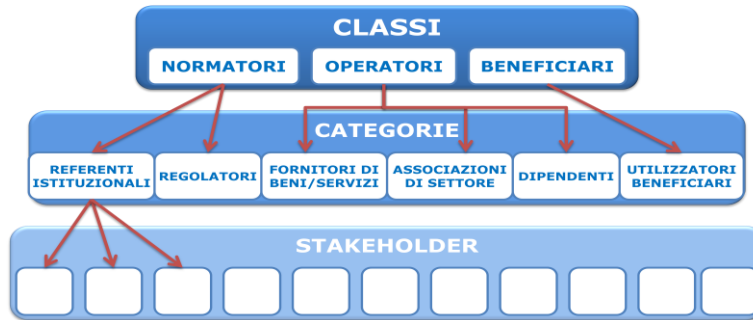 CLASSI
NORMATORI OPERATORI BENEFICIARI
CATEGORIE
REFERENTI
ISTITUZIONALI
REGOLATORI
FORNITORI DI
BENI/SERVIZI
ASSOCIAZIONI
DI SETTORE
DIPENDENTI
UTILIZZATORI
BENEFICIARI
STAKEHOLDER